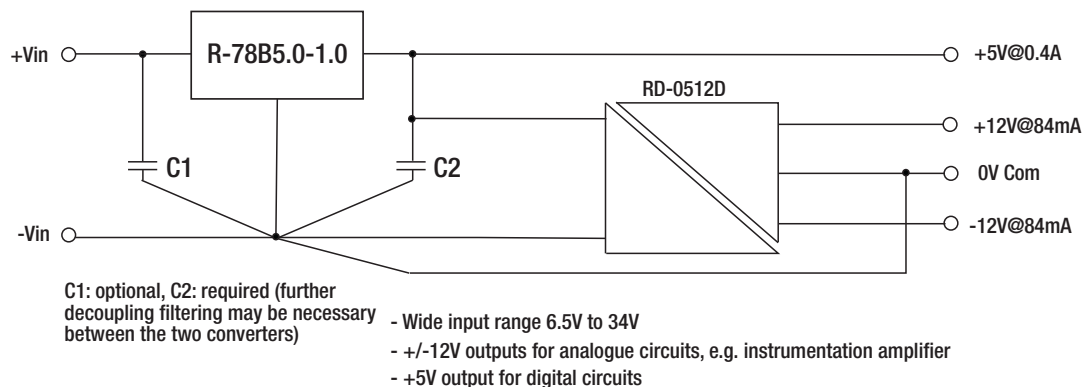 +Vin
R-78B5.0-1.0
+5V@0.4A
RD-0512D
+12V@84mA
C1
C2
0V Com
-Vin
-12V@84mA
C1: optional, C2: required (further
decoupling filtering may be necessary
between the two converters)
- Wide input range 6.5V to 34V
- +/-12V outputs for analogue circuits, e.g. instrumentation amplifier
- +5V output for digital circuits